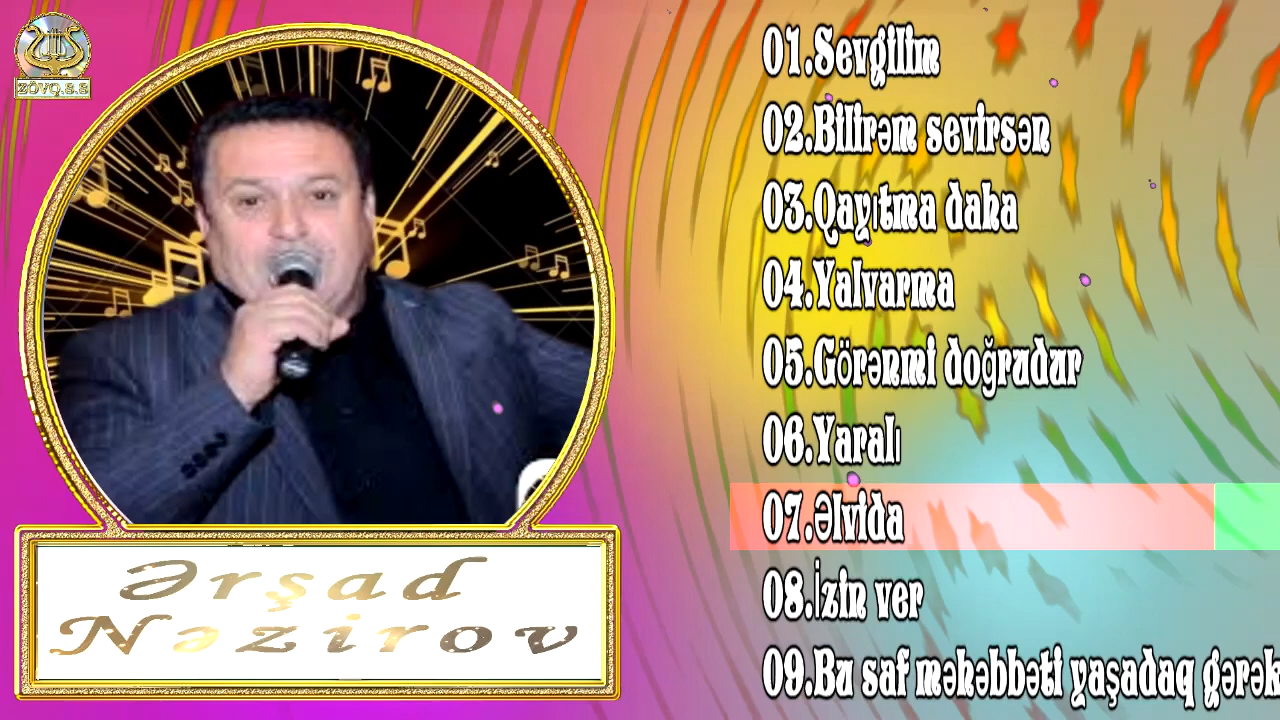 ZÖVQ.S.S
Ərşad
Nəzirov
01.Sevgilim
02.Bilirəm sevirsən
03.Qayıtma daha
04.Yalvarma
05.Görənmi doğrudur
06.Yaralı
07.Əlvida
08.İzin ver
09.Bu saf məhəbbəti yaşadaq gərək